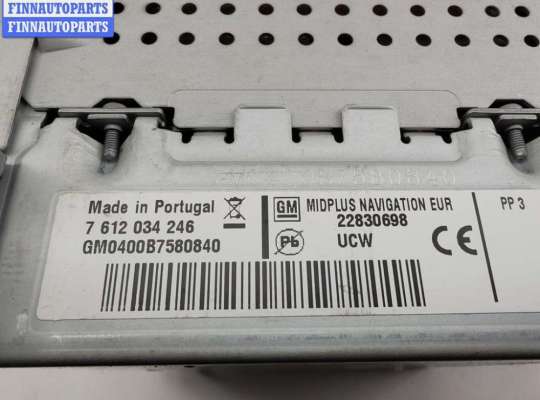 FINNAUTOPARTS
FINNAUTOPARTS
Made in Portugal
7 612 034 246
GM0400B7580840
GM
MIDPLUS NAVIGATION EUR
22830698
Pb
UCW
CE
PP 3